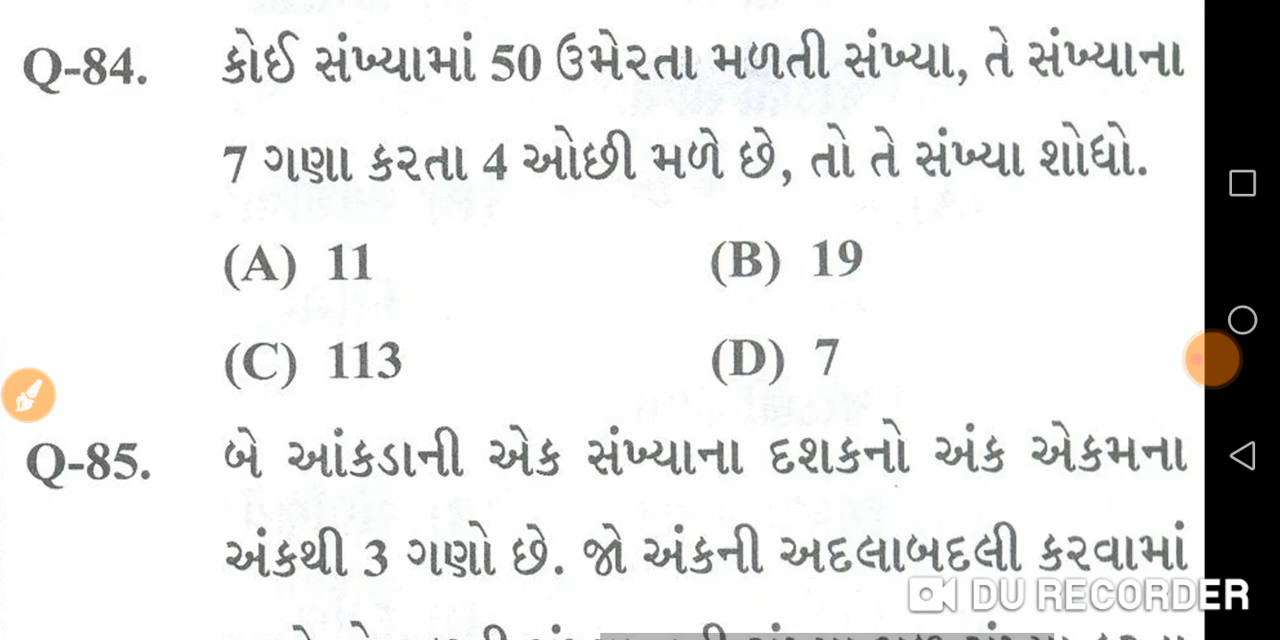 Q-84. કોઈ સંખ્યામાં 50 ઉમેરતા મળતી સંખ્યા, તે સંખ્યાના
7 ગણા કરતા 4 ઓછી મળે છે, તો તે સંખ્યા શોધો.
(A) 11 (B) 19
(C) 113 (D) 7
Q-85. બે આંકડાની એક સંખ્યાના દશકનો અંક એકમના
અંકથી 3 ગણો છે. જો અંકની અદલાબદલી કરવામાં
DU RECORDER